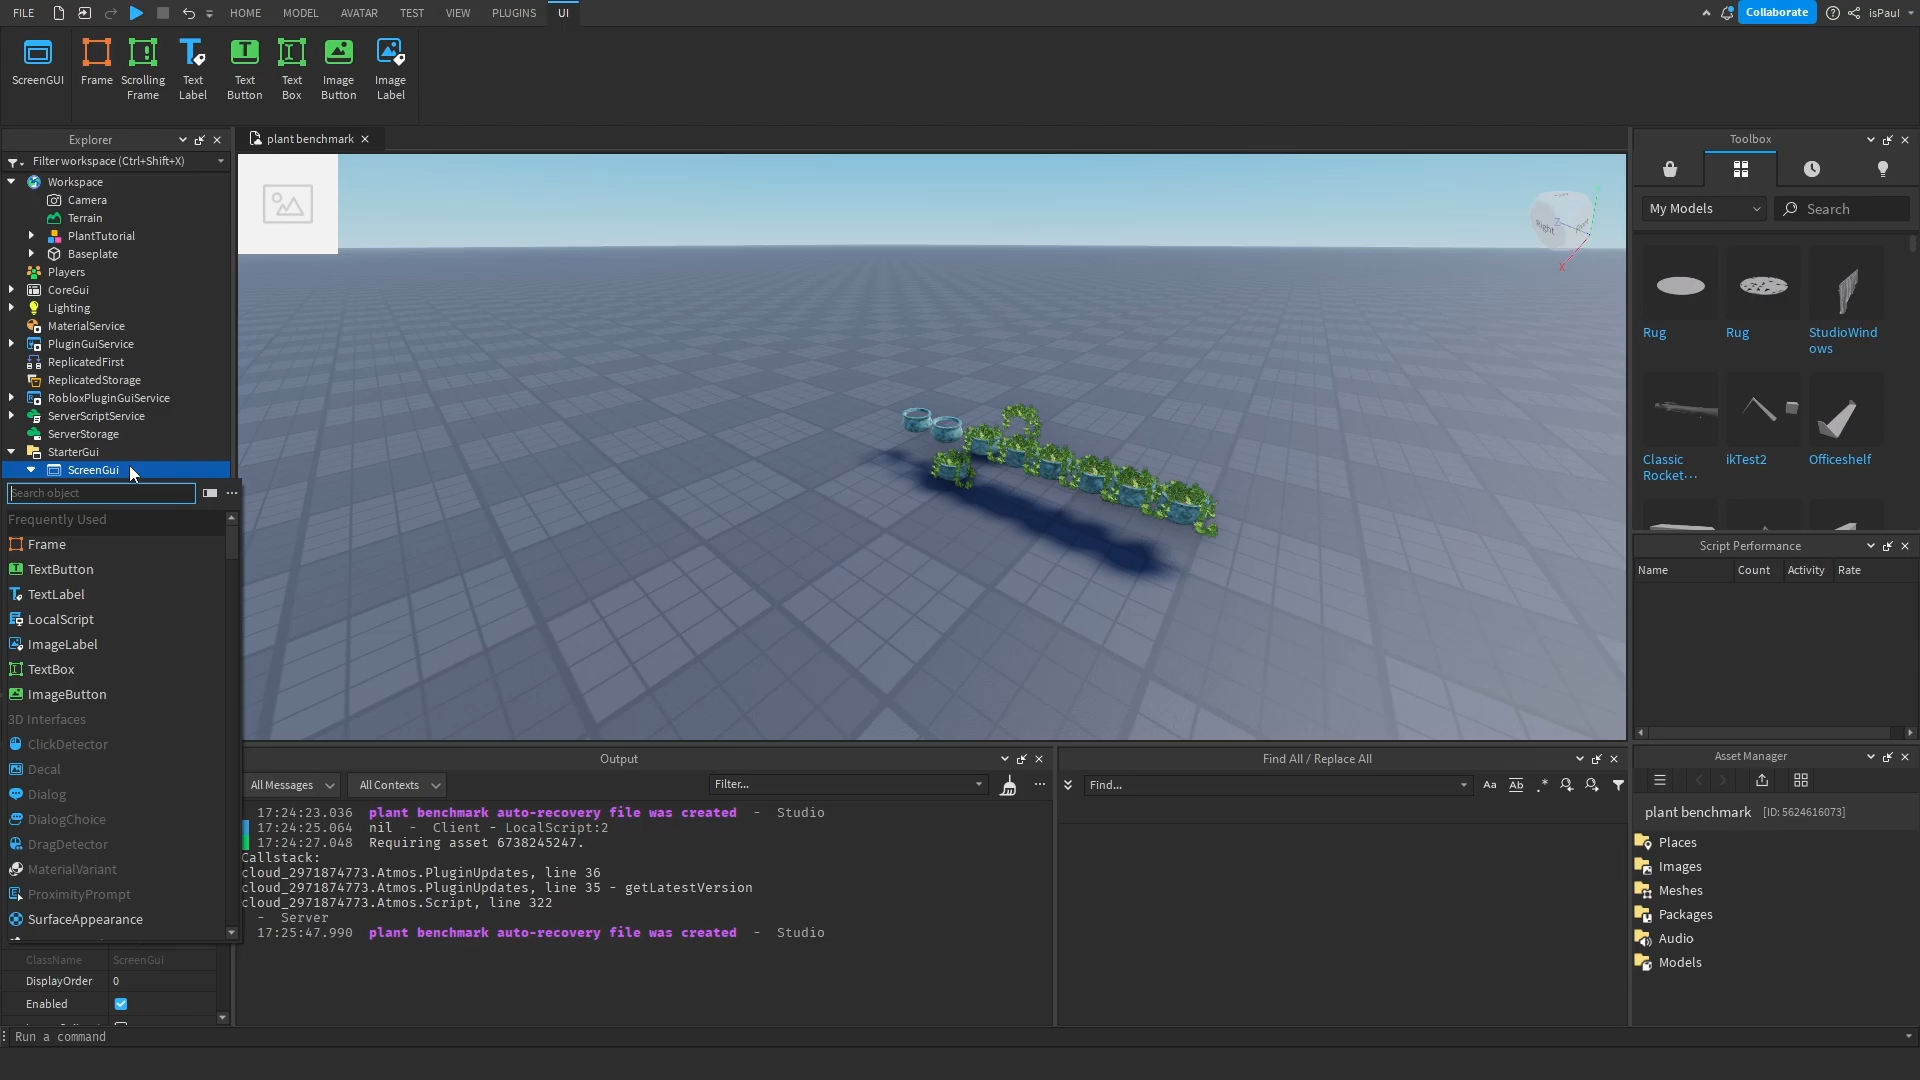 FILE HOME MODEL AVATAR TEST VIEW PLUGINS UI Collaborate isPaul
ScreenGUI Frame Scrolling Frame Text Label Text Button Text Box Image Button Image Label
Explorer
Filter workspace (Ctrl+Shift+X)
Workspace
Camera
Terrain
PlantTutorial
Baseplate
Players
CoreGui
Lighting
MaterialService
PluginGuiService
ReplicatedFirst
ReplicatedStorage
RobloxPluginGuiService
ServerScriptService
ServerStorage
StarterGui
ScreenGui
Search object
Frequently Used
Frame
TextButton
TextLabel
LocalScript
ImageLabel
TextBox
ImageButton
3D Interfaces
ClickDetector
Decal
Dialog
DialogChoice
DragDetector
MaterialVariant
ProximityPrompt
SurfaceAppearance
ClassName ScreenGui
DisplayOrder 0
Enabled
Run a command
plant benchmark
Right
Z
X
Output
All Messages All Contexts Filter...
17:24:23.036 plant benchmark auto-recovery file was created - Studio
17:24:25.064 nil - Client - LocalScript:2
17:24:27.048 Requiring asset 6738245247.
Callstack:
cloud_2971874773.Atmos.PluginUpdates, line 36
cloud_2971874773.Atmos.PluginUpdates, line 35 - getLatestVersion
cloud_2971874773.Atmos.Script, line 322
- Server
17:25:47.990 plant benchmark auto-recovery file was created - Studio
Find All / Replace All
Find... Aa Ab .*
Toolbox
My Models Search
Rug Rug StudioWind
ows
Classic ikTest2 Officeshelf
Rocket···
Script Performance
Name Count Activity Rate
Asset Manager
plant benchmark [ID: 5624616073]
Places
Images
Meshes
Packages
Audio
Models